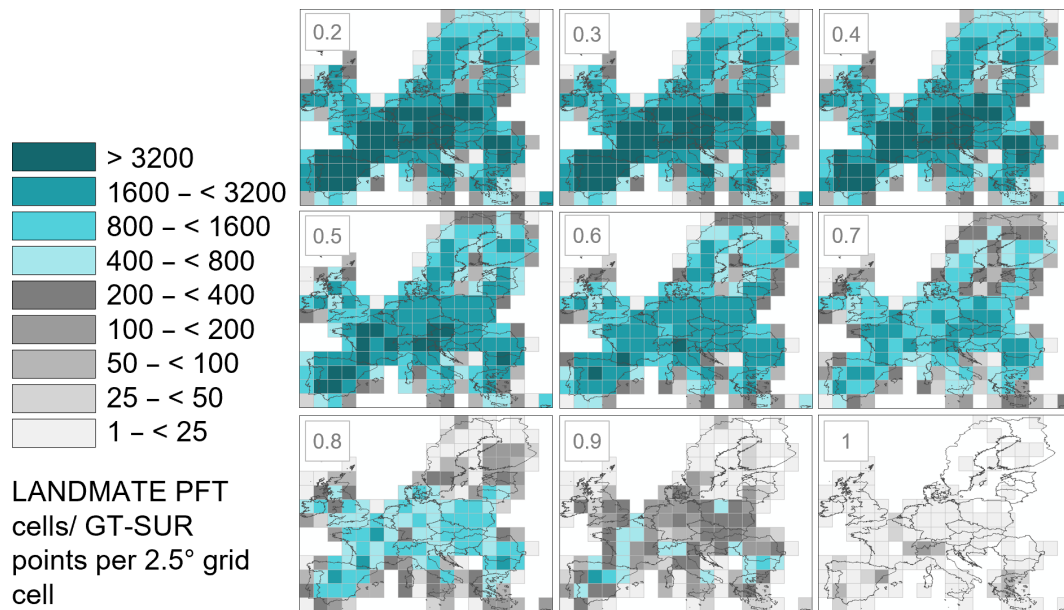 > 3200
1600 – < 3200
800 – < 1600
400 – < 800
200 – < 400
100 – < 200
50 – < 100
25 – < 50
1 – < 25
LANDMATE PFT
cells/ GT-SUR
points per 2.5° grid
cell
0.2
0.3
0.4
0.5
0.6
0.7
0.8
0.9
1